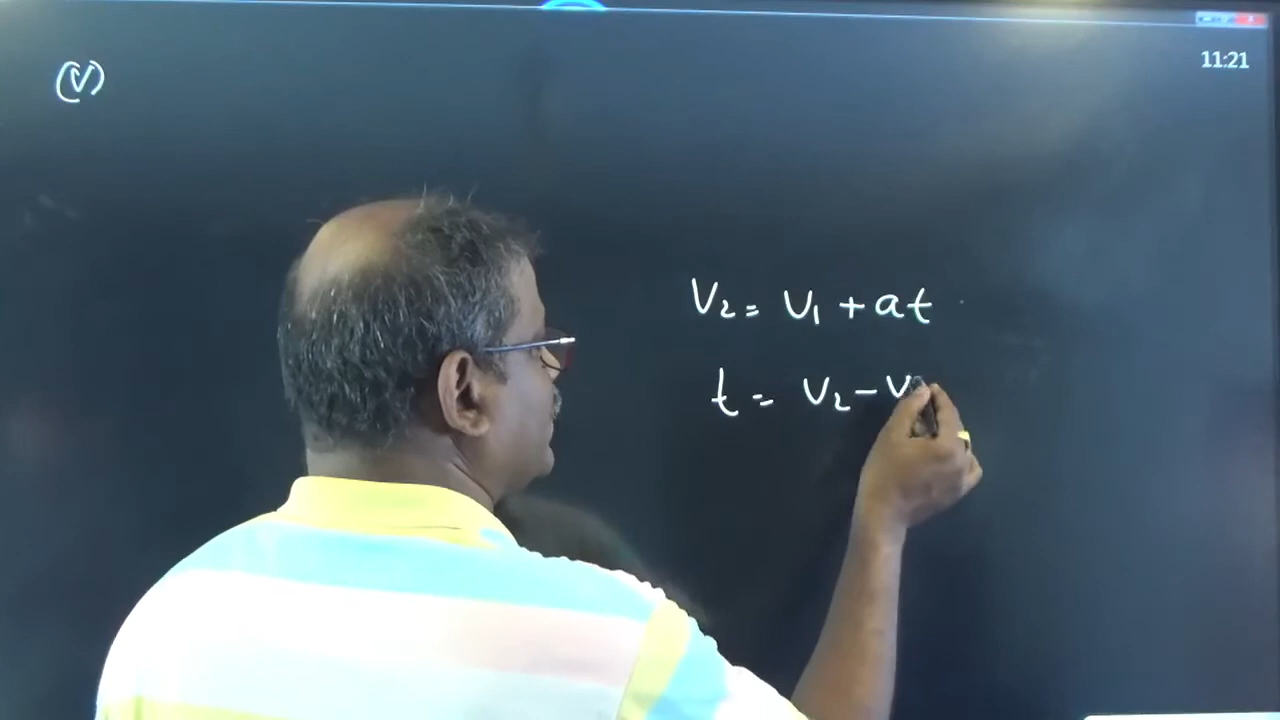 (V)
11:21
V₂ = V₁ + at
t = V₂ - V